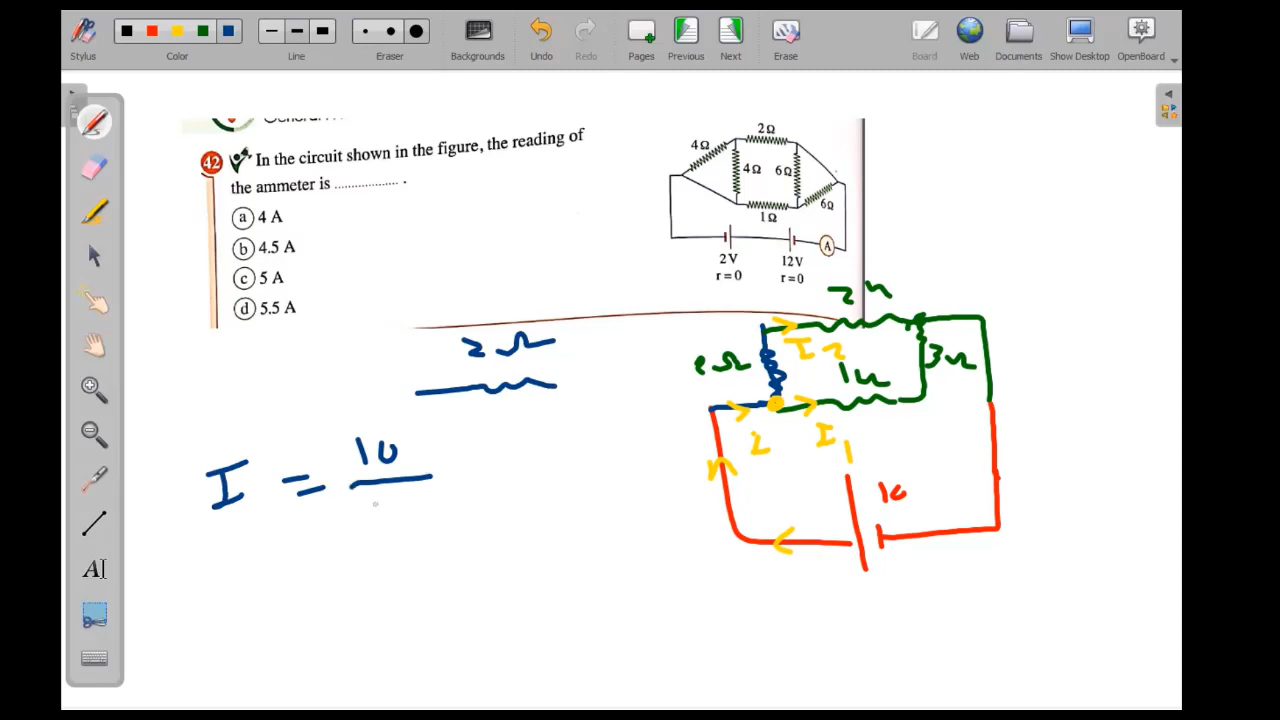 Stylus
Color
Line
Eraser
Backgrounds
Undo
Redo
Pages
Previous
Next
Erase
Board
Web
Documents
Show Desktop
OpenBoard
42 In the circuit shown in the figure, the reading of
the ammeter is .................. .
a 4 A
b 4.5 A
c 5 A
d 5.5 A
2Ω
4Ω
4Ω
6Ω
6Ω
1Ω
A
2V
12V
r=0
r=0
2 Ω
I = 10
2Ω
I 2
3Ω
1Ω
I
I 1
10
A